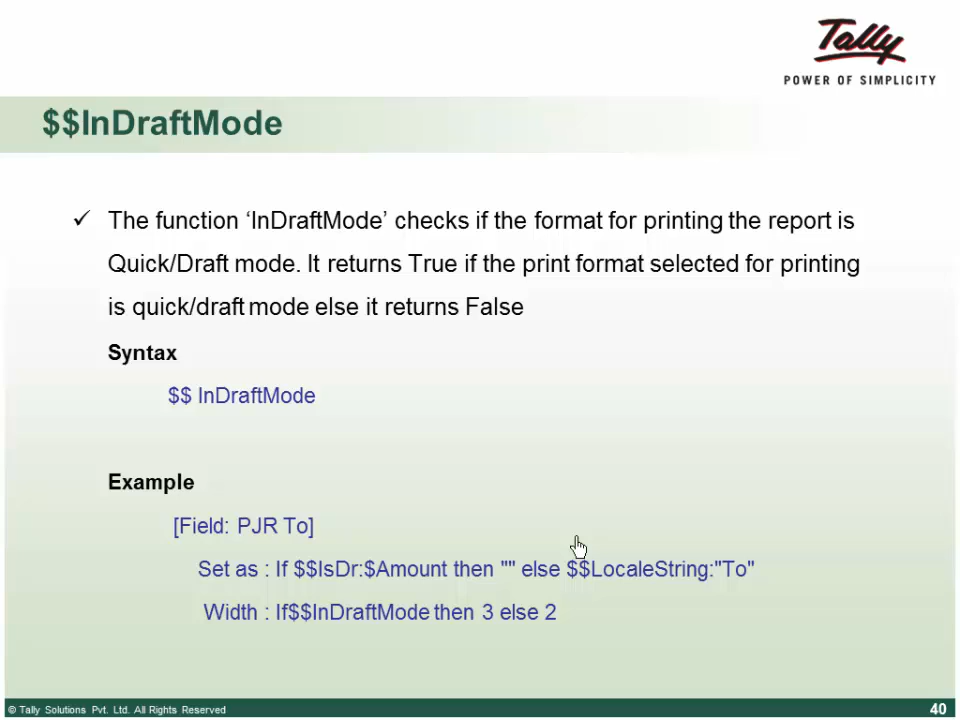 Tally
POWER OF SIMPLICITY
$$InDraftMode
✓ The function ‘InDraftMode’ checks if the format for printing the report is
Quick/Draft mode. It returns True if the print format selected for printing
is quick/draft mode else it returns False
Syntax
$$ InDraftMode
Example
[Field: PJR To]
Set as : If $$IsDr:$Amount then "" else $$LocaleString:"To"
Width : If$$InDraftMode then 3 else 2
© Tally Solutions Pvt. Ltd. All Rights Reserved
40